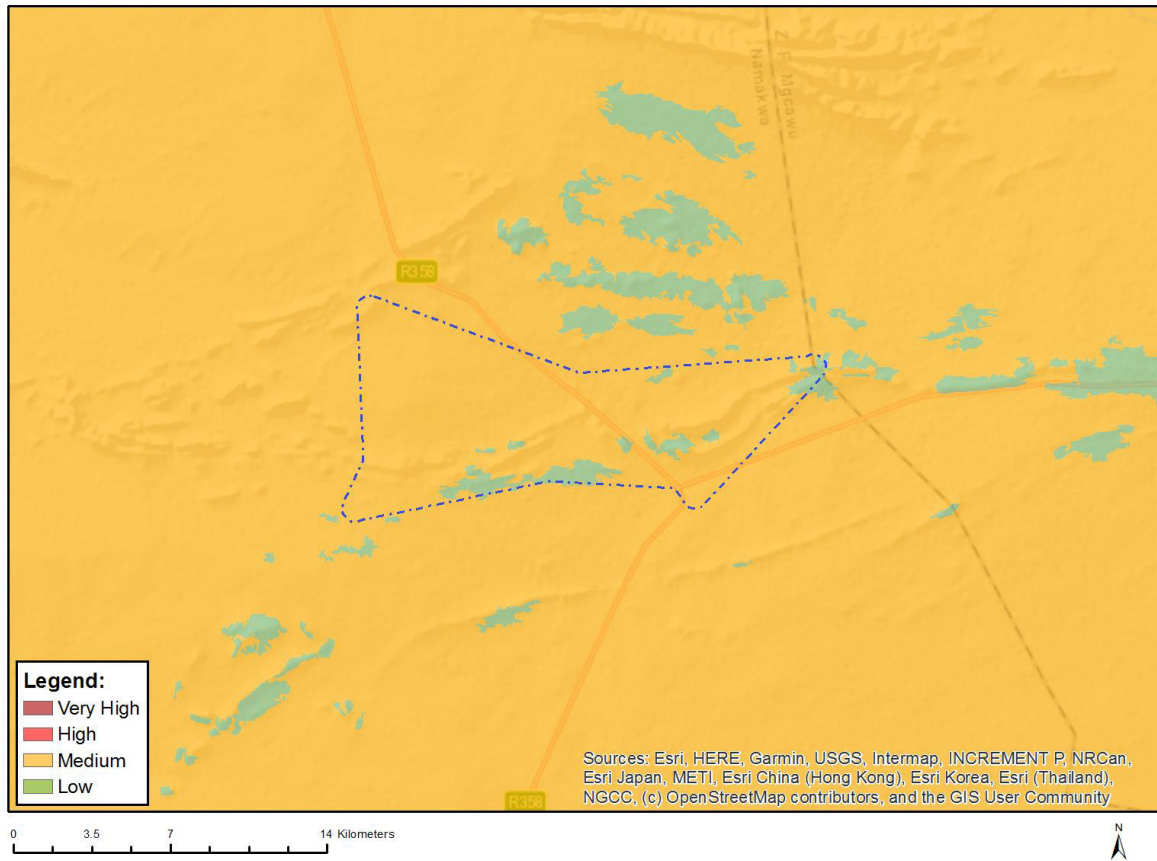 Z F Mgcawu
Namakwa
R358
Legend:
Very High
High
Medium
Low
Sources: Esri, HERE, Garmin, USGS, Intermap, INCREMENT P, NRCan,
Esri Japan, METI, Esri China (Hong Kong), Esri Korea, Esri (Thailand),
NGCC, (c) OpenStreetMap contributors, and the GIS User Community
R358
0 3.5 7 14 Kilometers
N